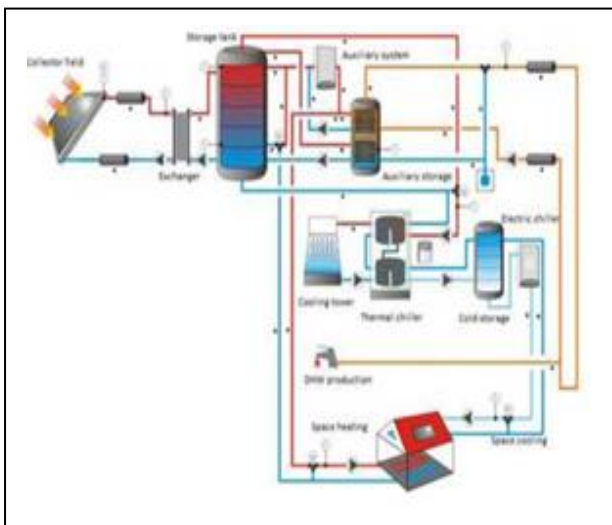 Storage tank
Auxiliary system
Collector field
Exchanger
Auxiliary storage
Electric chiller
Cooling tower
Thermal chiller
Cold storage
DHW production
Space heating
Space cooling